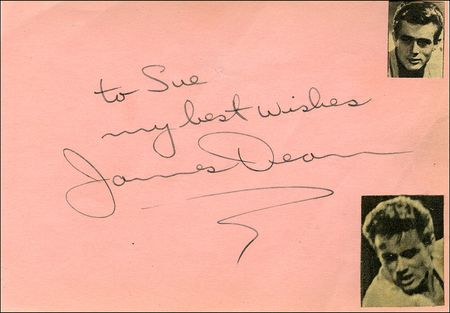 to Sue
my best wishes
James Dean